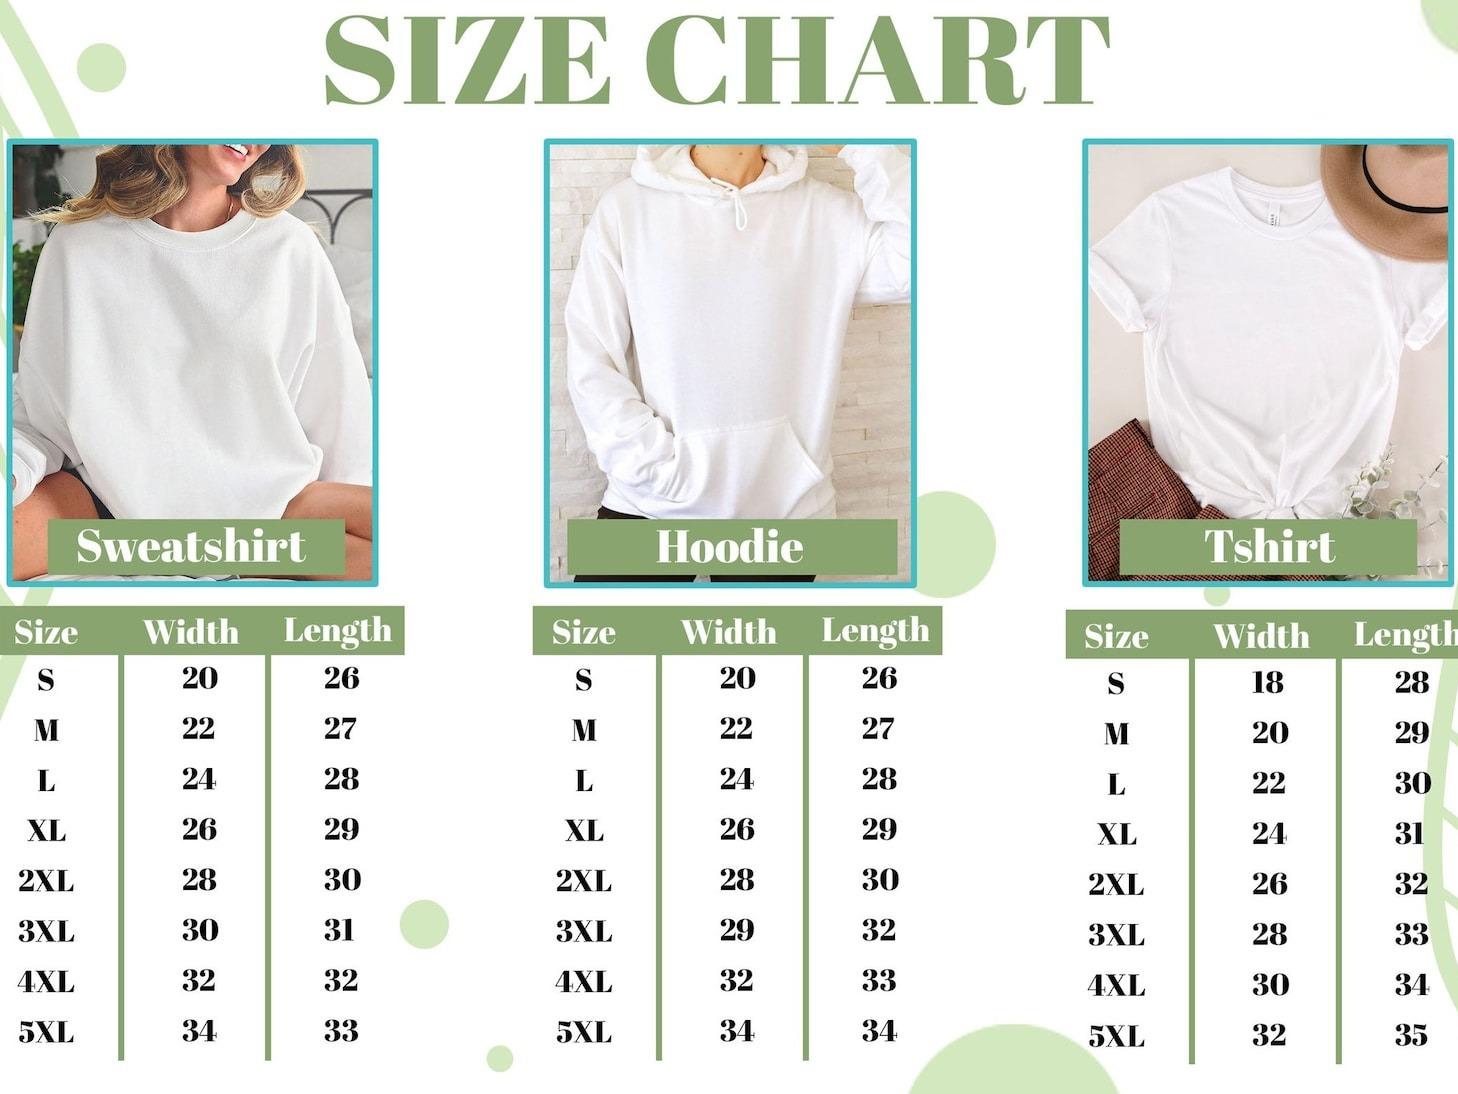 SIZE CHART
Sweatshirt
Size Width Length
S 20 26
M 22 27
L 24 28
XL 26 29
2XL 28 30
3XL 30 31
4XL 32 32
5XL 34 33
Hoodie
Size Width Length
S 20 26
M 22 27
L 24 28
XL 26 29
2XL 28 30
3XL 29 32
4XL 32 33
5XL 34 34
Tshirt
Size Width Length
S 18 28
M 20 29
L 22 30
XL 24 31
2XL 26 32
3XL 28 33
4XL 30 34
5XL 32 35